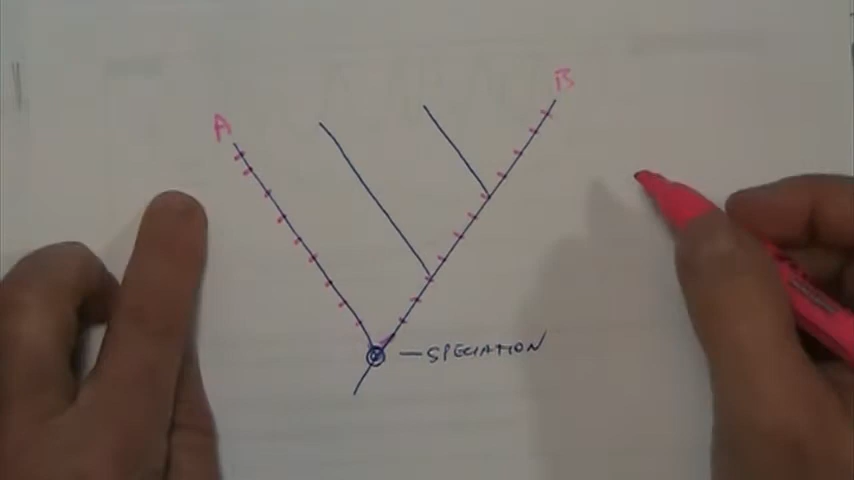 B
A
— SPECIATION